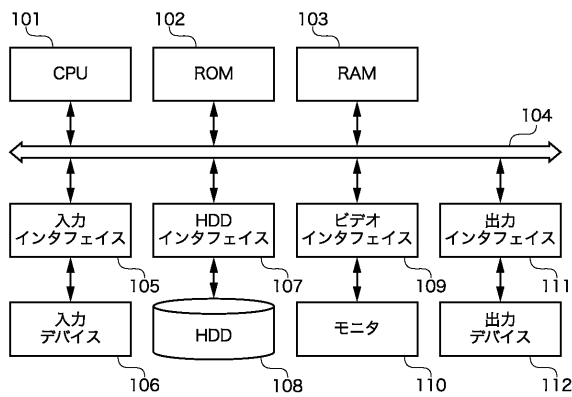 101
102
103
CPU
ROM
RAM
104
入力
インタフェイス
HDD
インタフェイス
ビデオ
インタフェイス
出力
インタフェイス
105
107
109
111
入力
デバイス
HDD
モニタ
出力
デバイス
106
108
110
112